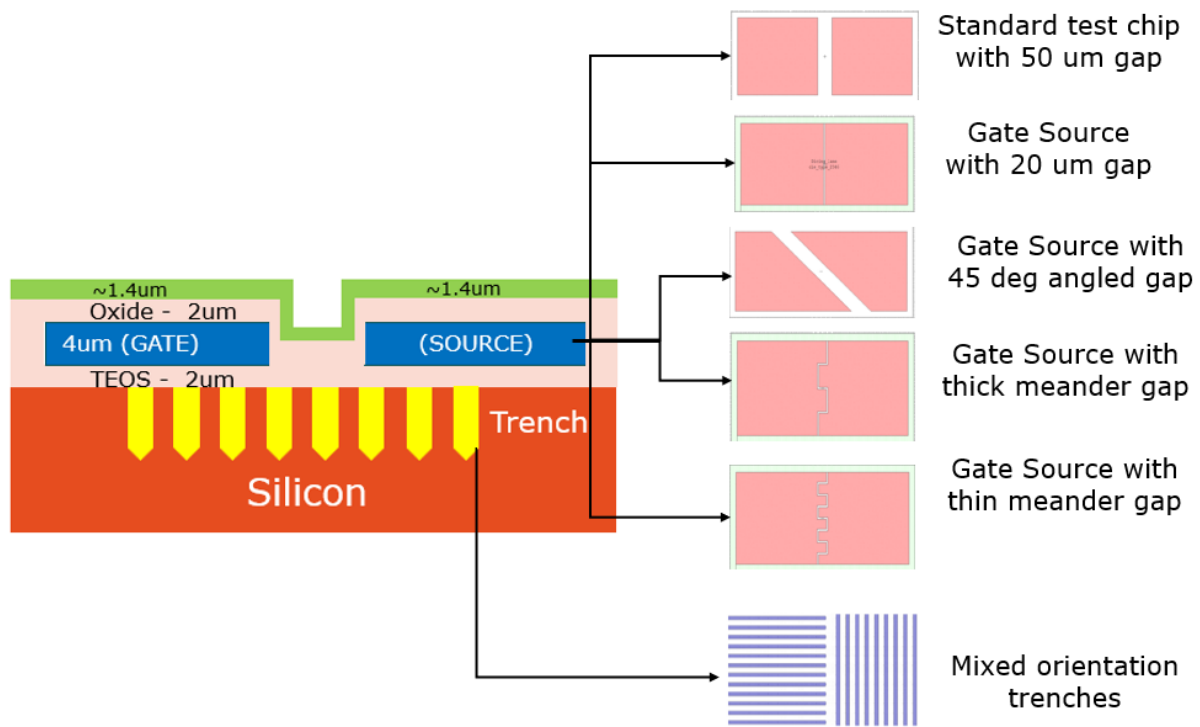 Standard test chip
with 50 um gap
Gate Source
with 20 um gap
Gate Source with
45 deg angled gap
~1.4um
~1.4um
Oxide - 2um
4um (GATE)
(SOURCE)
TEOS - 2um
Gate Source with
thick meander gap
Trench
Silicon
Gate Source with
thin meander gap
Mixed orientation
trenches